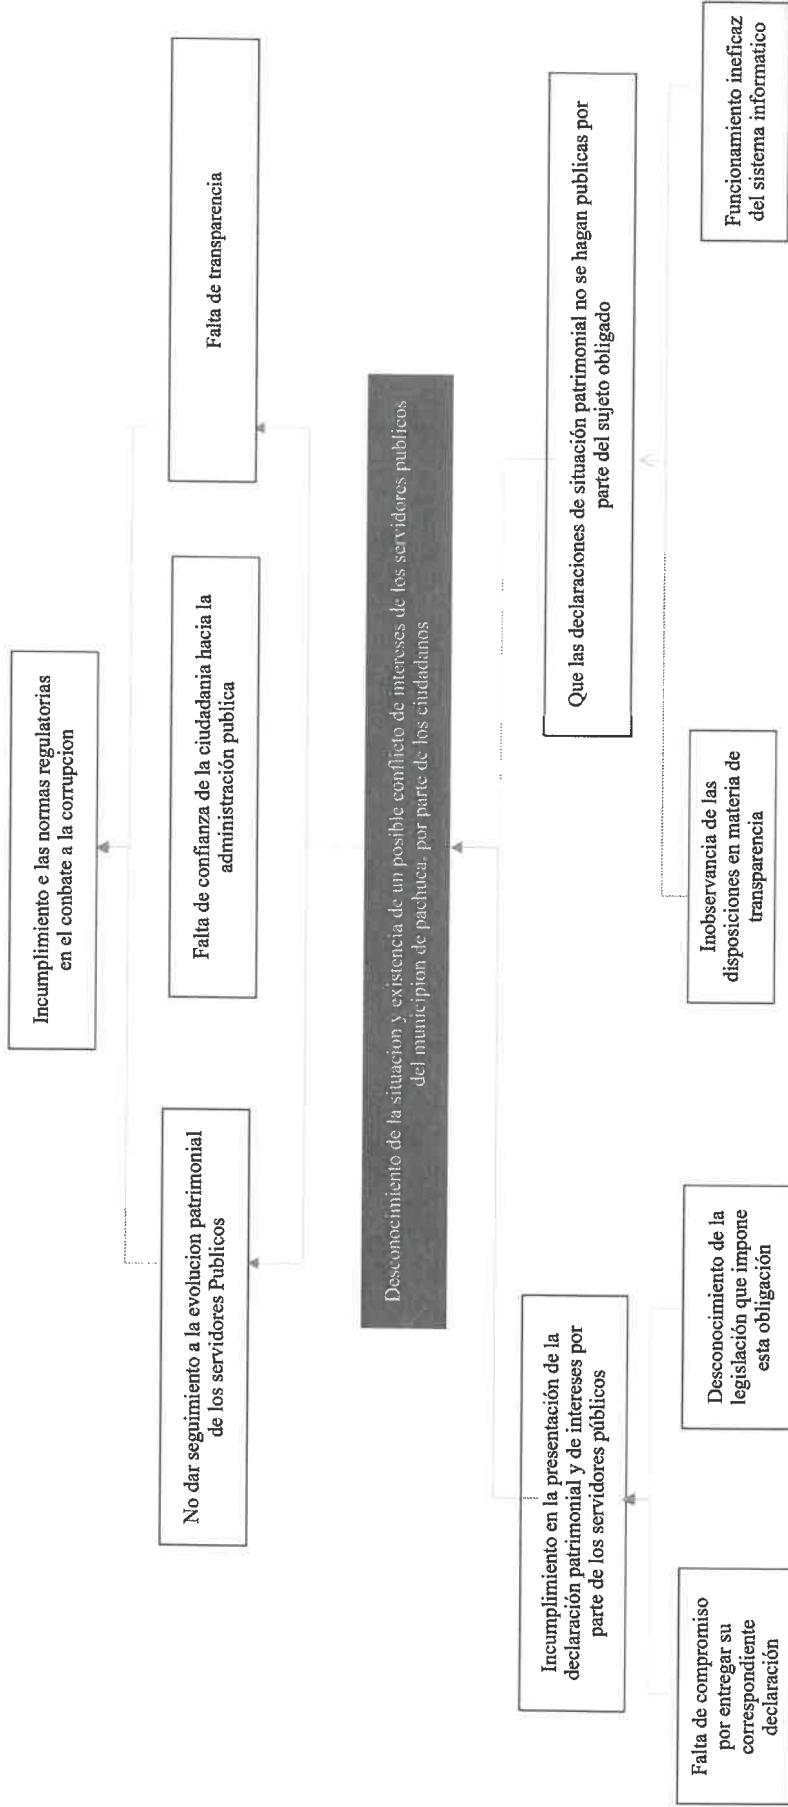 Incumplimiento e las normas regulatorias
en el conbate a la corrupcion
No dar seguimiento a la evolucion patrimonial
de los servidores Publicos
Falta de confianza de la ciudadania hacia la
administración publica
Falta de transparencia
Desconocimiento de la situacion y existencia de un posible conflicto de intereses de los servidores publicos
del municipion de pachuca, por parte de los ciudadanos
Incumplimiento en la presentación de la
declaración patrimonial y de intereses por
parte de los servidores públicos
Que las declaraciones de situación patrimonial no se hagan publicas por
parte del sujeto obligado
Falta de compromiso
por entregar su
correspondiente
declaración
Desconocimiento de la
legislación que impone
esta obligación
Inobservancia de las
disposiciones en materia de
transparencia
Funcionamiento ineficaz
del sistema informatico